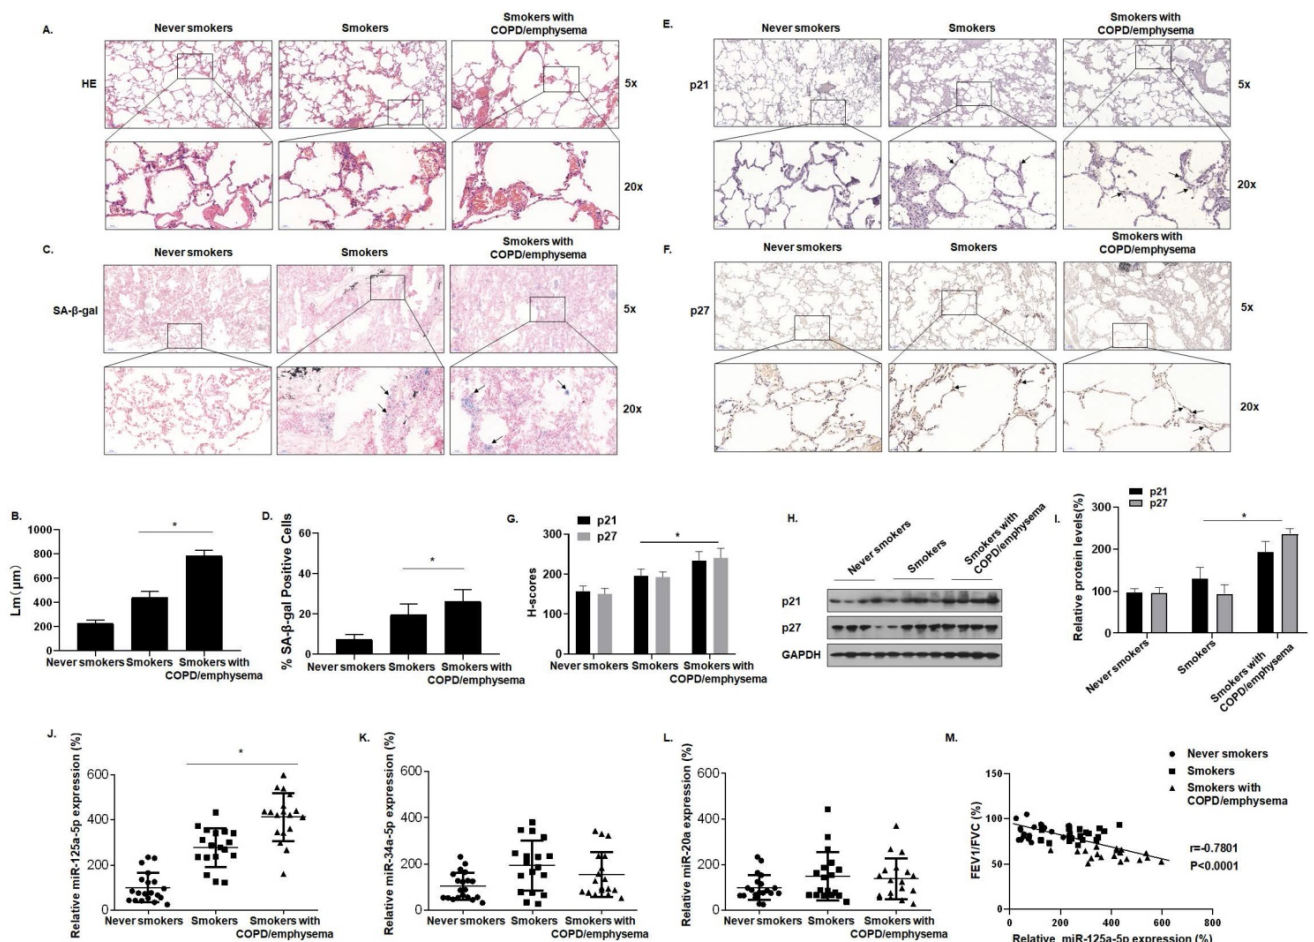 A.
Never smokers
Smokers
Smokers with
COPD/emphysema
HE
5x
20x
C.
Never smokers
Smokers
Smokers with
COPD/emphysema
SA-β-gal
5x
20x
E.
Never smokers
Smokers
Smokers with
COPD/emphysema
p21
5x
20x
F.
Never smokers
Smokers
Smokers with
COPD/emphysema
p27
5x
20x
B.
Lm(μm)
1000
800
600
400
200
0
*
Never smokers
Smokers
Smokers with
COPD/emphysema
D.
% SA-β-gal Positive Cells
60
40
20
0
*
Never smokers
Smokers
Smokers with
COPD/emphysema
G.
p21
p27
H-scores
300
200
100
0
*
Never smokers
Smokers
Smokers with
COPD/emphysema
H.
Never smokers
Smokers
Smokers with
COPD/emphysema
p21
p27
GAPDH
I.
p21
p27
Relative protein levels(%)
300
200
100
0
*
Never smokers
Smokers
Smokers with
COPD/emphysema
J.
Relative miR-125a-5p expression (%)
600
400
200
0
*
Never smokers
Smokers
Smokers with
COPD/emphysema
K.
Relative miR-34a-5p expression (%)
600
400
200
0
Never smokers
Smokers
Smokers with
COPD/emphysema
L.
Relative miR-20a expression (%)
600
400
200
0
Never smokers
Smokers
Smokers with
COPD/emphysema
M.
Never smokers
Smokers
Smokers with
COPD/emphysema
FEV1/FVC (%)
150
100
50
0
r=-0.7801
P<0.0001
0
200
400
600
800
Relative miR-125a-5p expression (%)